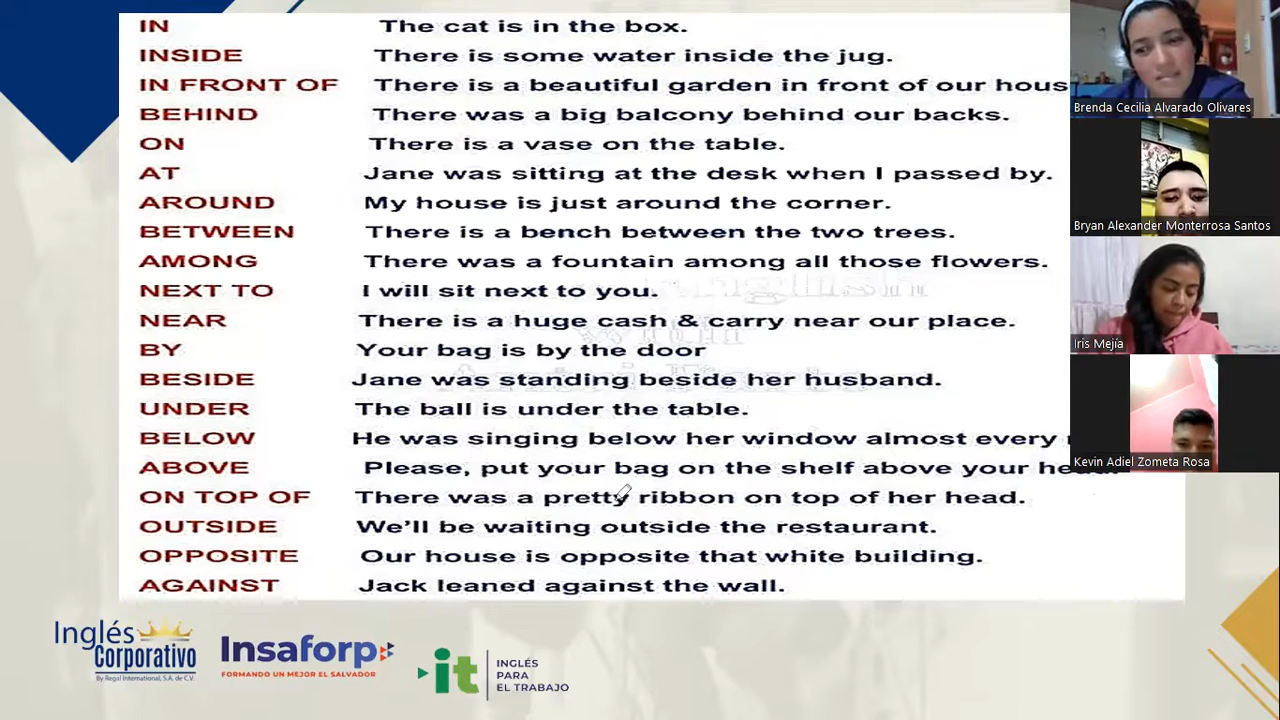 IN The cat is in the box.
INSIDE There is some water inside the jug.
IN FRONT OF There is a beautiful garden in front of our hous
BEHIND There was a big balcony behind our backs.
ON There is a vase on the table.
AT Jane was sitting at the desk when I passed by.
AROUND My house is just around the corner.
BETWEEN There is a bench between the two trees.
AMONG There was a fountain among all those flowers.
NEXT TO I will sit next to you.
NEAR There is a huge cash & carry near our place.
BY Your bag is by the door
BESIDE Jane was standing beside her husband.
UNDER The ball is under the table.
BELOW He was singing below her window almost every
ABOVE Please, put your bag on the shelf above your
ON TOP OF There was a pretty ribbon on top of her head.
OUTSIDE We'll be waiting outside the restaurant.
OPPOSITE Our house is opposite that white building.
AGAINST Jack leaned against the wall.
Brenda Cecilia Alvarado Olivares
Bryan Alexander Monterrosa Santos
Iris Mejía
Kevin Adiel Zometa Rosa
Inglés
Corporativo
By Regal International, S.A. de C.V.
Insaforp
FORMANDO UN MEJOR EL SALVADOR
it
INGLÉS
PARA
EL TRABAJO